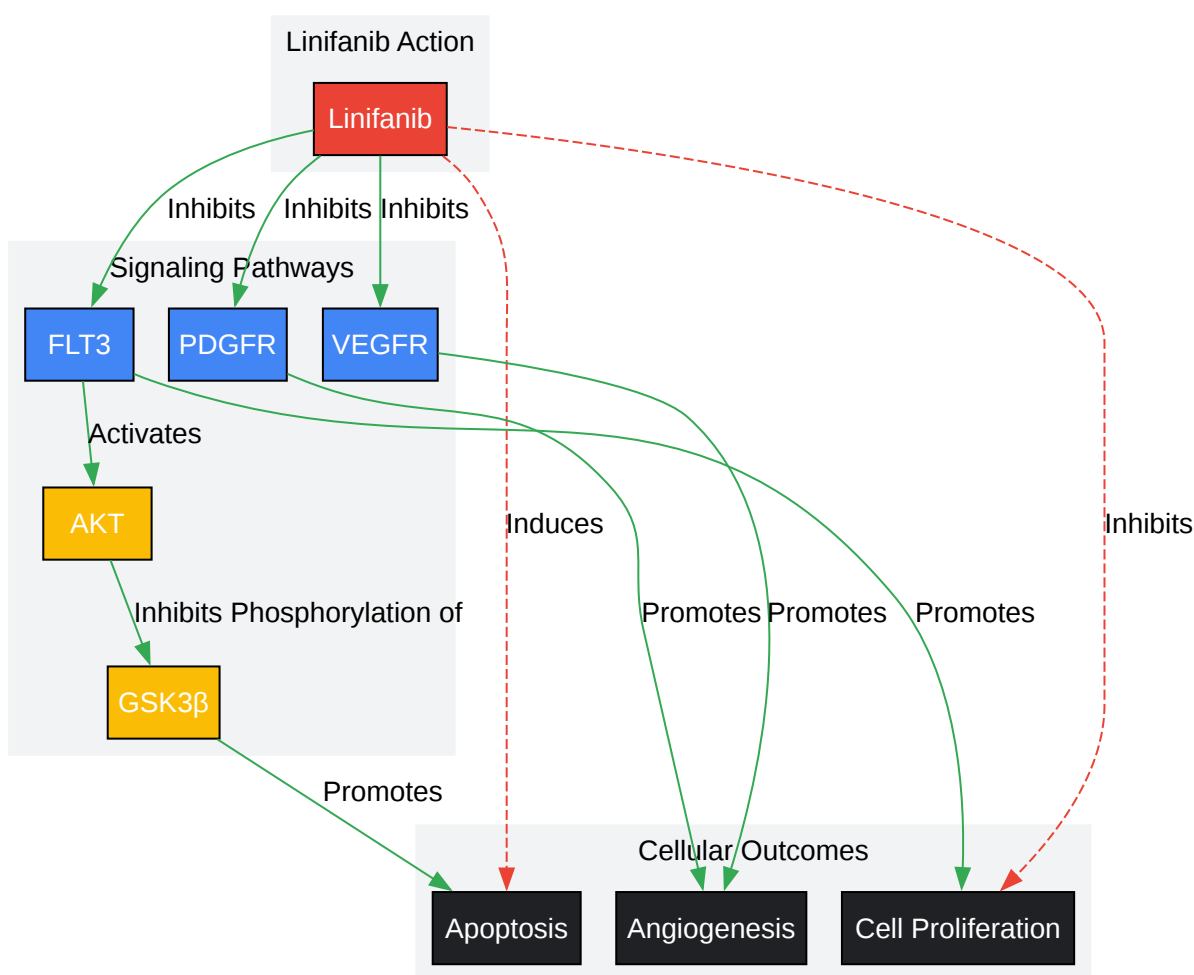 Linifanib Action
Linifanib
Inhibits
Inhibits
Inhibits
Signaling Pathways
FLT3
PDGFR
VEGFR
Activates
AKT
Induces
Inhibits
Inhibits Phosphorylation of
Promotes
Promotes
Promotes
GSK3β
Promotes
Cellular Outcomes
Apoptosis
Angiogenesis
Cell Proliferation